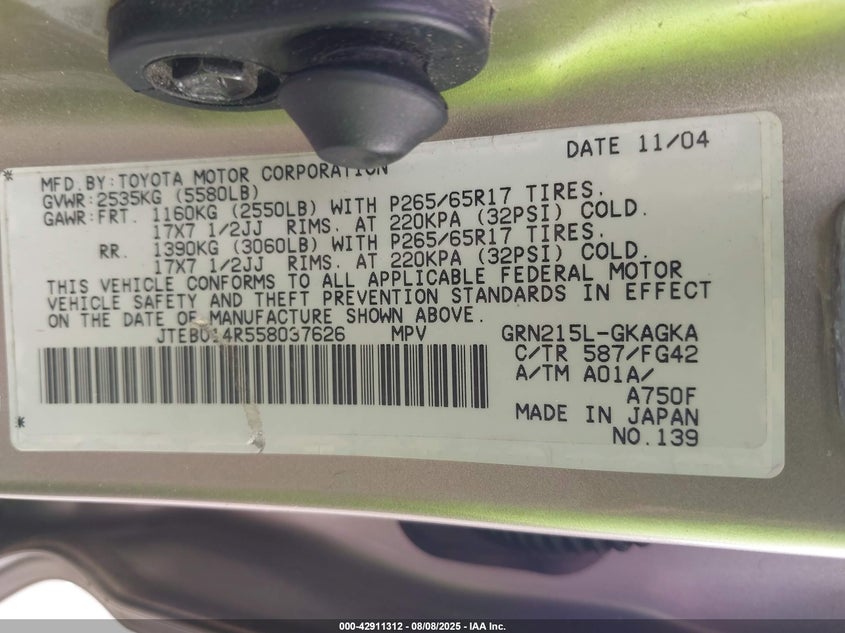 DATE 11/04
MFD.BY:TOYOTA MOTOR CORPORATION
GVWR:2535KG (5580LB)
GAWR:FRT. 1160KG (2550LB) WITH P265/65R17 TIRES.
17X7 1/2JJ RIMS. AT 220KPA (32PSI) COLD.
RR. 1390KG (3060LB) WITH P265/65R17 TIRES.
17X7 1/2JJ RIMS. AT 220KPA (32PSI) COLD.
THIS VEHICLE CONFORMS TO ALL APPLICABLE FEDERAL MOTOR
VEHICLE SAFETY AND THEFT PREVENTION STANDARDS IN EFFECT
ON THE DATE OF MANUFACTURE SHOWN ABOVE.
MPV GRN215L-GKAGKA
C/TR 587/FG42
A/TM A01A/
A750F
MADE IN JAPAN
NO.139
000-42911312 - 08/08/2025 - IAA Inc.